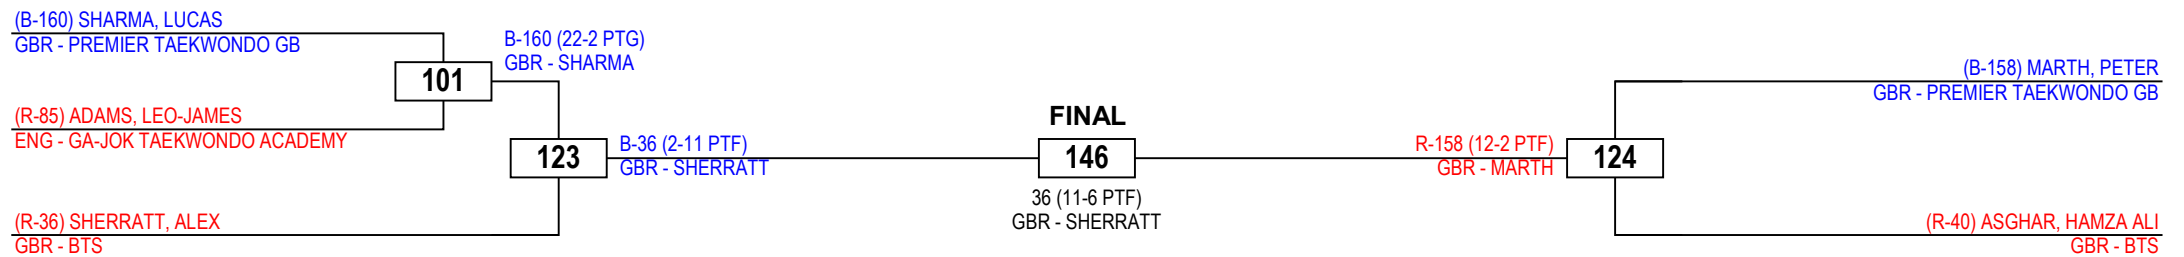 (B-160) SHARMA, LUCAS
GBR - PREMIER TAEKWONDO GB
B-160 (22-2 PTG)
GBR - SHARMA
101
(R-85) ADAMS, LEO-JAMES
ENG - GA-JOK TAEKWONDO ACADEMY
123
B-36 (2-11 PTF)
GBR - SHERRATT
(R-36) SHERRATT, ALEX
GBR - BTS
FINAL
146
36 (11-6 PTF)
GBR - SHERRATT
R-158 (12-2 PTF)
GBR - MARTH
124
(B-158) MARTH, PETER
GBR - PREMIER TAEKWONDO GB
(R-40) ASGHAR, HAMZA ALI
GBR - BTS